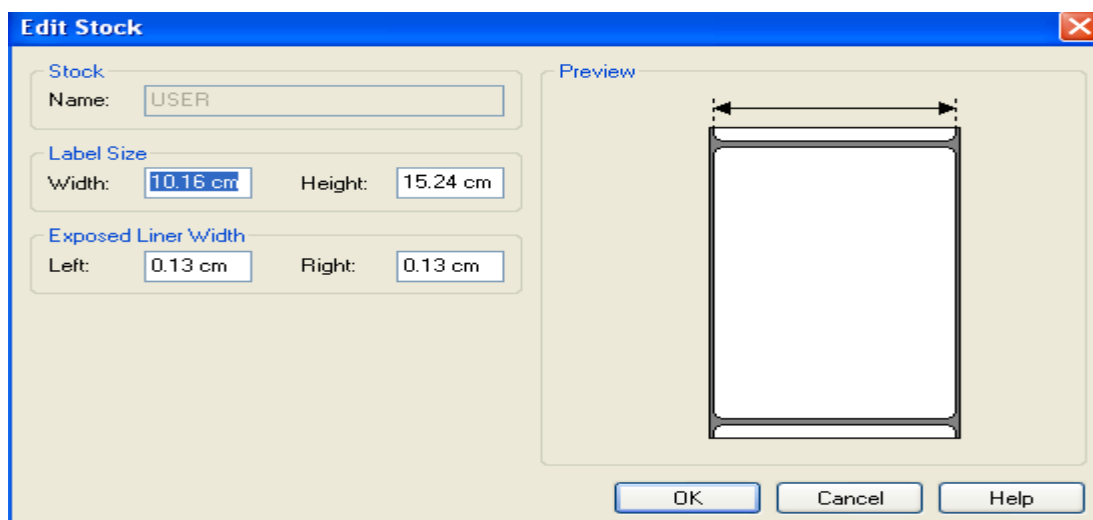 Edit Stock
Stock
Name: USER
Label Size
Width: 10.16 cm Height: 15.24 cm
Exposed Liner Width
Left: 0.13 cm Right: 0.13 cm
Preview
OK Cancel Help